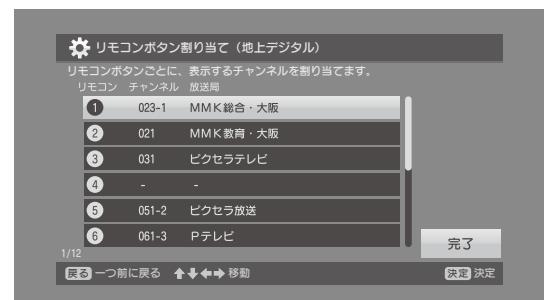 リモコンボタン割り当て（地上デジタル）
リモコンボタンごとに、表示するチャンネルを割り当てます。
リモコン チャンネル 放送局
1 023-1 ＭＭＫ総合・大阪
2 021 ＭＭＫ教育・大阪
3 031 ピクセラテレビ
4 - -
5 051-2 ピクセラ放送
6 061-3 Ｐテレビ
完了
1/12
戻る 一つ前に戻る ↑↓←→ 移動 決定 決定